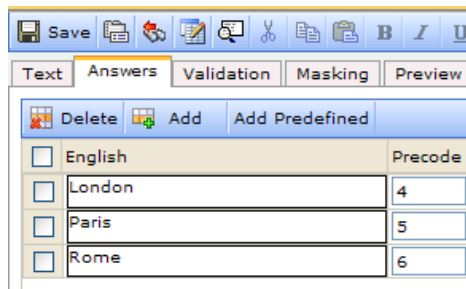 Save B I U
Text Answers Validation Masking Preview
Delete Add Add Predefined
English Precode
London 4
Paris 5
Rome 6